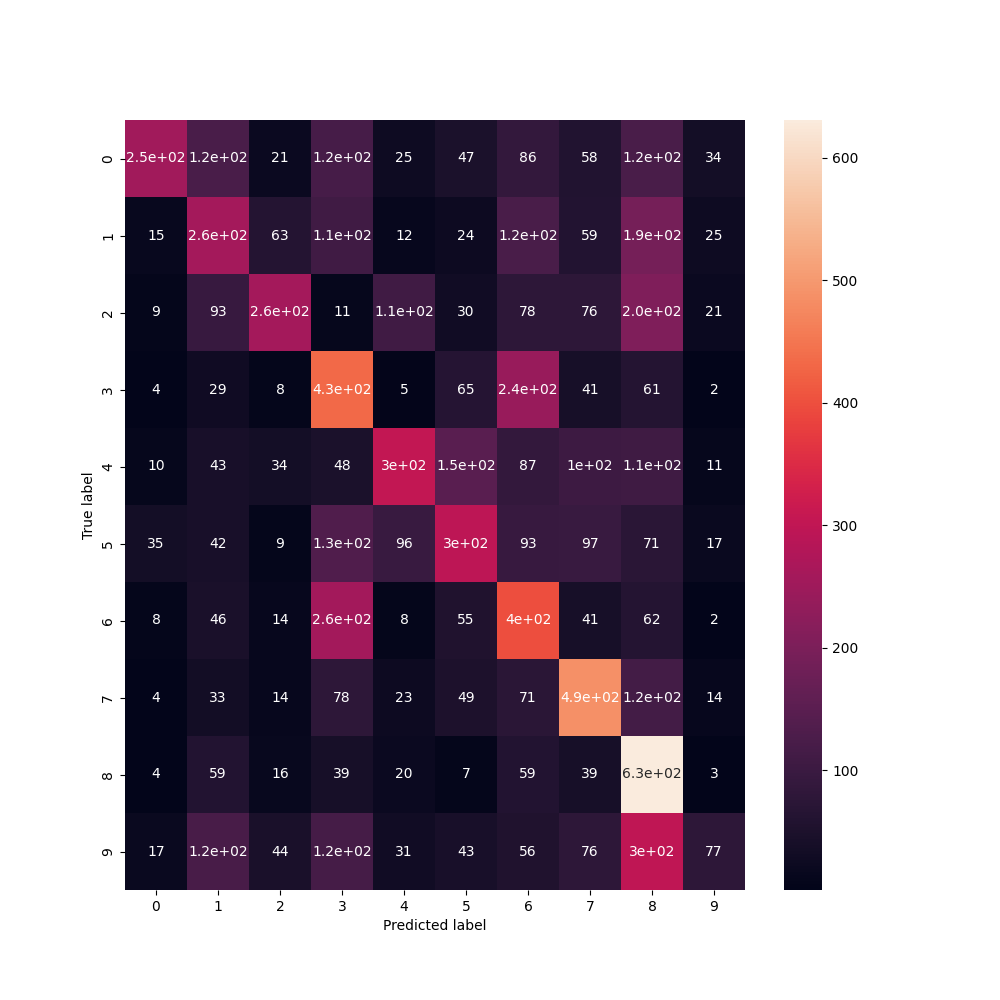 0 2.5e+02 1.2e+02 21 1.2e+02 25 47 86 58 1.2e+02 34
1 15 2.6e+02 63 1.1e+02 12 24 1.2e+02 59 1.9e+02 25
2 9 93 2.6e+02 11 1.1e+02 30 78 76 2.0e+02 21
3 4 29 8 4.3e+02 5 65 2.4e+02 41 61 2
4 10 43 34 48 3e+02 1.5e+02 87 1e+02 1.1e+02 11
5 35 42 9 1.3e+02 96 3e+02 93 97 71 17
6 8 46 14 2.6e+02 8 55 4e+02 41 62 2
7 4 33 14 78 23 49 71 4.9e+02 1.2e+02 14
8 4 59 16 39 20 7 59 39 6.3e+02 3
9 17 1.2e+02 44 1.2e+02 31 43 56 76 3e+02 77
0 1 2 3 4 5 6 7 8 9
Predicted label
True label
600
500
400
300
200
100